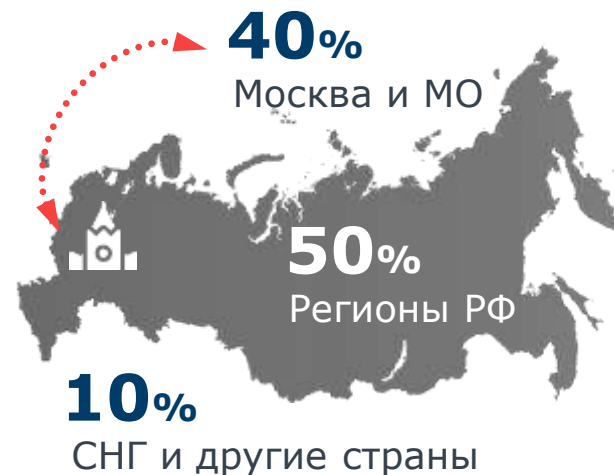 40%
Москва и МО
50%
Регионы РФ
10%
СНГ и другие страны